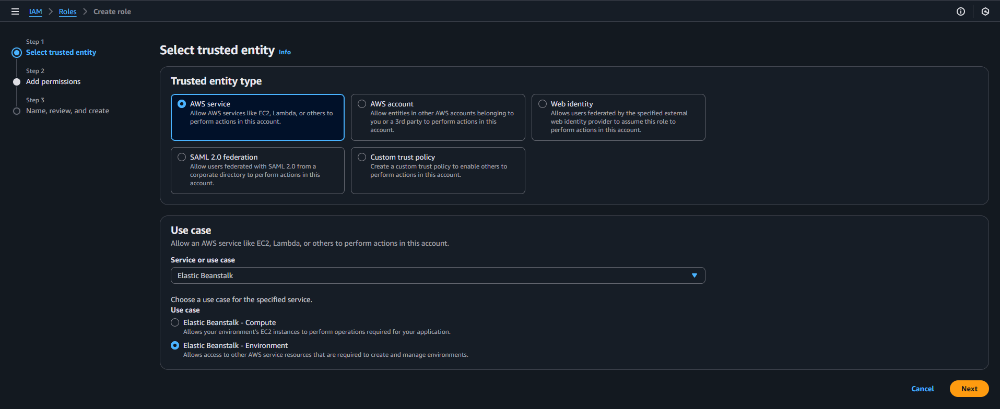 IAM > Roles > Create role
Step 1
Select trusted entity
Step 2
Add permissions
Step 3
Name, review, and create
Select trusted entity Info
Trusted entity type
AWS service
Allow AWS services like EC2, Lambda, or others to
perform actions in this account.
AWS account
Allow entities in other AWS accounts belonging to
you or a 3rd party to perform actions in this
account.
Web identity
Allows users federated by the specified external
web identity provider to assume this role to
perform actions in this account.
SAML 2.0 federation
Allow users federated with SAML 2.0 from a
corporate directory to perform actions in this
account.
Custom trust policy
Create a custom trust policy to enable others to
perform actions in this account.
Use case
Allow an AWS service like EC2, Lambda, or others to perform actions in this account.
Service or use case
Elastic Beanstalk
Choose a use case for the specified service.
Use case
Elastic Beanstalk - Compute
Allows your environment's EC2 instances to perform operations required for your application.
Elastic Beanstalk - Environment
Allows access to other AWS service resources that are required to create and manage environments.
Cancel
Next